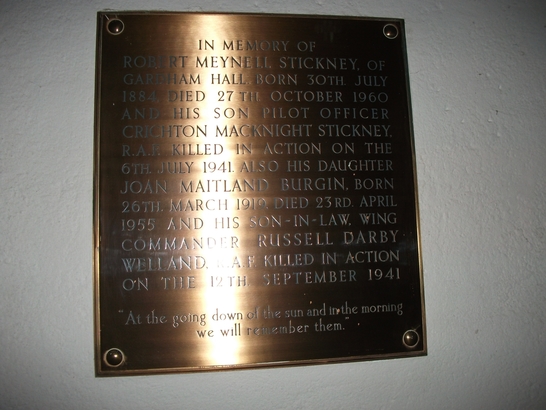 IN MEMORY OF
ROBERT MEYNELL STICKNEY, OF
GARDHAM HALL, BORN 30TH. JULY
1884, DIED 27TH. OCTOBER 1960
AND HIS SON PILOT OFFICER
CRICHTON MACKNIGHT STICKNEY,
R.A.F. KILLED IN ACTION ON THE
6TH. JULY 1941. ALSO HIS DAUGHTER
JOAN MAITLAND BURGIN, BORN
26TH. MARCH 1914, DIED 23RD. APRIL
1955 AND HIS SON-IN-LAW, WING
COMMANDER RUSSELL DARBY
WELLAND, R.A.F. KILLED IN ACTION
ON THE 12TH. SEPTEMBER 1941
"At the going down of the sun and in the morning
we will remember them."